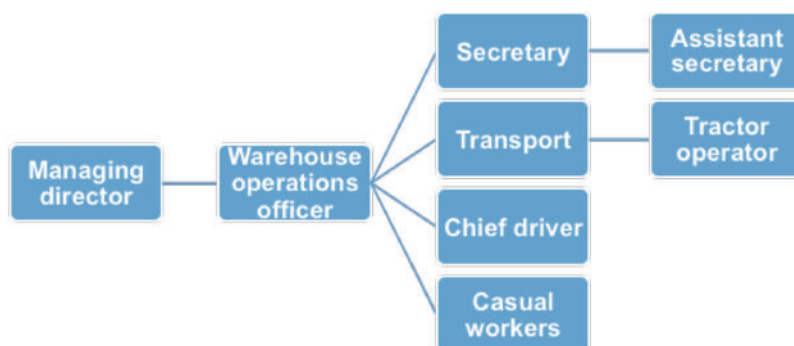 Managing
director
Warehouse
operations
officer
Secretary
Assistant
secretary
Transport
Tractor
operator
Chief driver
Casual
workers